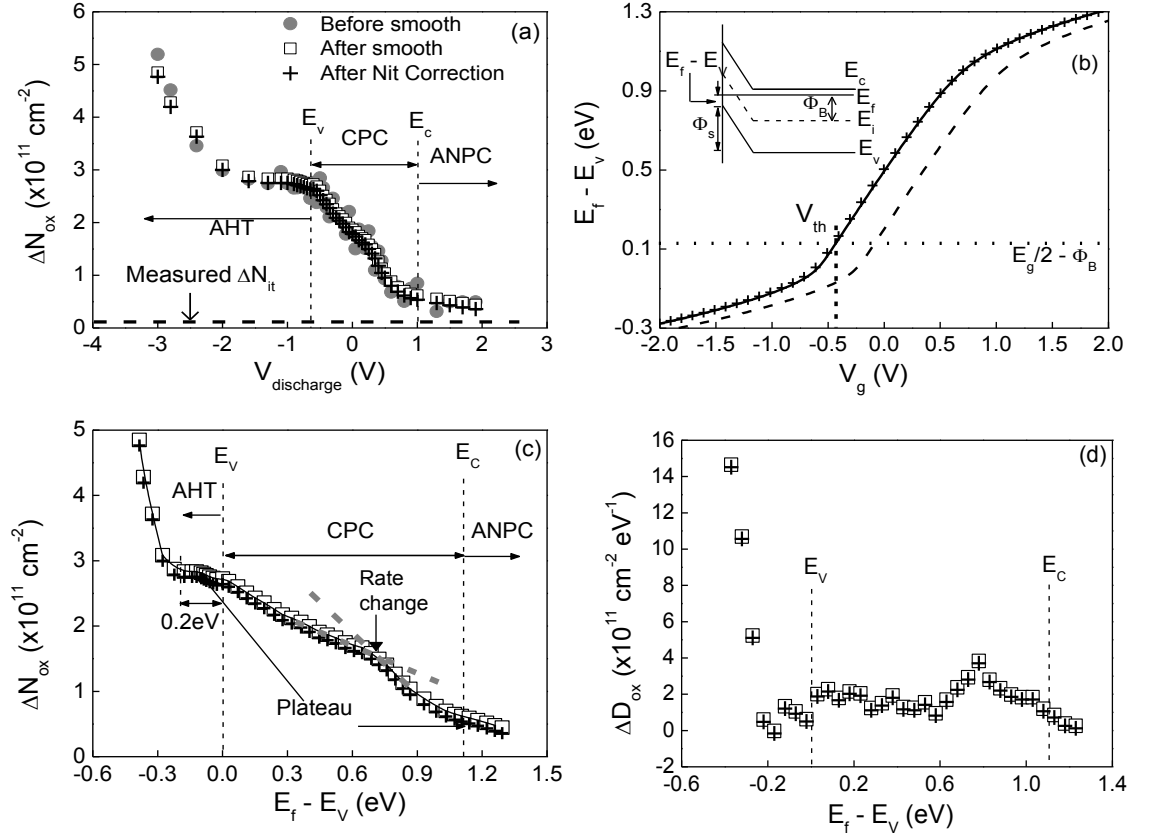 (a)
Before smooth
After smooth
After Nit Correction
E_v
CPC
E_c
ANPC
AHT
Measured ΔN_it
ΔN_ox (x10^11 cm^-2)
6
5
4
3
2
1
0
-4 -3 -2 -1 0 1 2 3
V_discharge (V)
(b)
E_f - E_v
E_c
Φ_B
E_f
E_i
Φ_s
E_v
V_th
E_g/2 - Φ_B
E_f - E_v (eV)
1.3
0.9
0.5
0.1
-0.3
-2.0 -1.5 -1.0 -0.5 0.0 0.5 1.0 1.5 2.0
V_g (V)
(c)
E_V
E_C
AHT
CPC
ANPC
Rate
change
0.2eV
Plateau
ΔN_ox (x10^11 cm^-2)
5
4
3
2
1
0
-0.6 -0.3 0.0 0.3 0.6 0.9 1.2 1.5
E_f - E_V (eV)
(d)
E_V
E_C
ΔD_ox (x10^11 cm^-2 eV^-1)
16
14
12
10
8
6
4
2
0
-0.6 -0.2 0.2 0.6 1.0 1.4
E_f - E_V (eV)